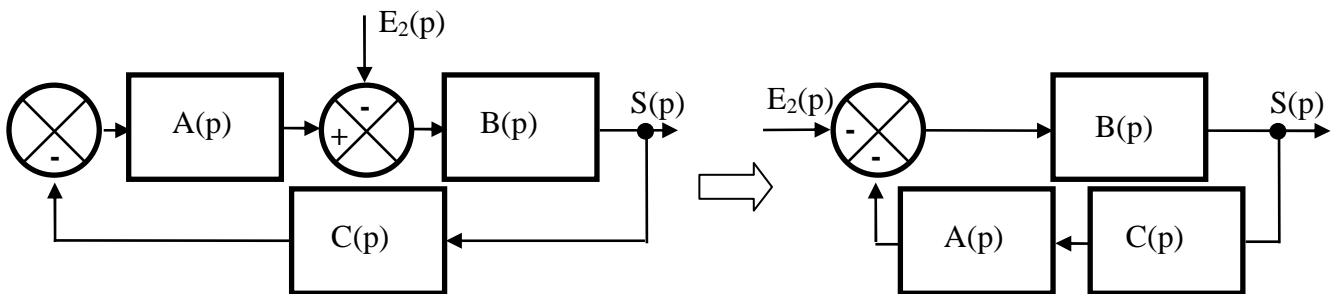 E₂(p)
A(p)
-
+
B(p)
S(p)
-
C(p)
E₂(p)
-
-
B(p)
S(p)
A(p)
C(p)